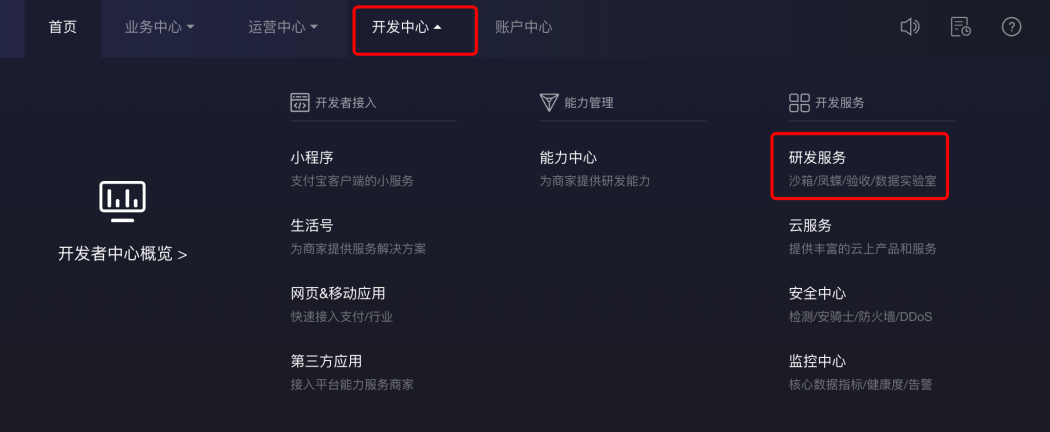 首页
业务中心
运营中心
开发中心
账户中心
开发者中心概览 >
开发者接入
小程序
支付宝客户端的小服务
生活号
为商家提供服务解决方案
网页&移动应用
快速接入支付/行业
第三方应用
接入平台能力服务商家
能力管理
能力中心
为商家提供研发能力
开发服务
研发服务
沙箱/凤蝶/验收/数据实验室
云服务
提供丰富的云上产品和服务
安全中心
检测/安骑士/防火墙/DDoS
监控中心
核心数据指标/健康度/告警